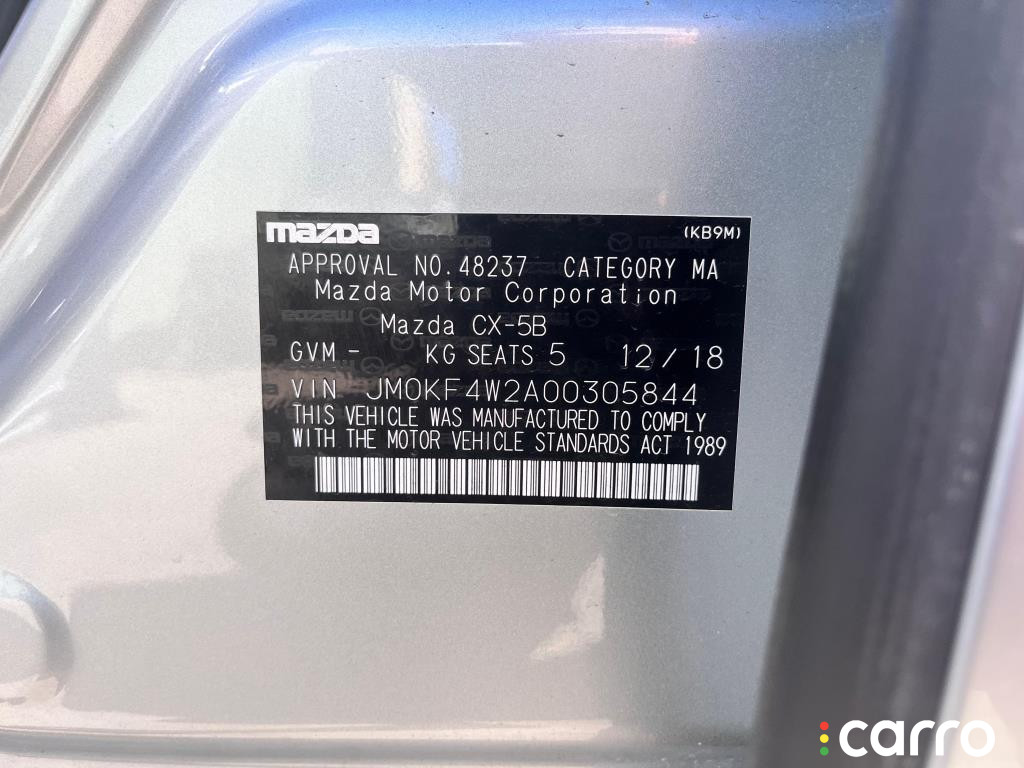 mazda (KB9M)
APPROVAL NO. 48237 CATEGORY MA
Mazda Motor Corporation
Mazda CX-5B
GVM - KG SEATS 5 12/18
VIN JM0KF4W2A00305844
THIS VEHICLE WAS MANUFACTURED TO COMPLY
WITH THE MOTOR VEHICLE STANDARDS ACT 1989
carro